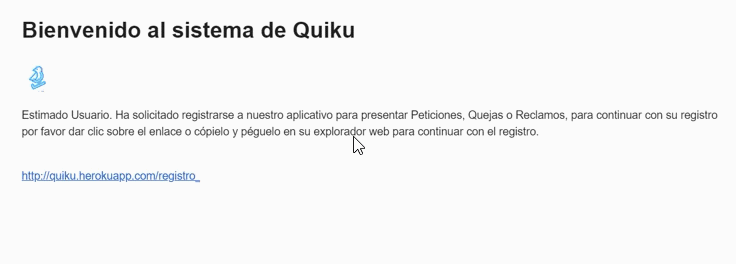 Bienvenido al sistema de Quiku
Estimado Usuario. Ha solicitado registrarse a nuestro aplicativo para presentar Peticiones, Quejas o Reclamos, para continuar con su registro
por favor dar clic sobre el enlace o cópielo y péguelo en su explorador web para continuar con el registro.
http://quiku.herokuapp.com/registro_